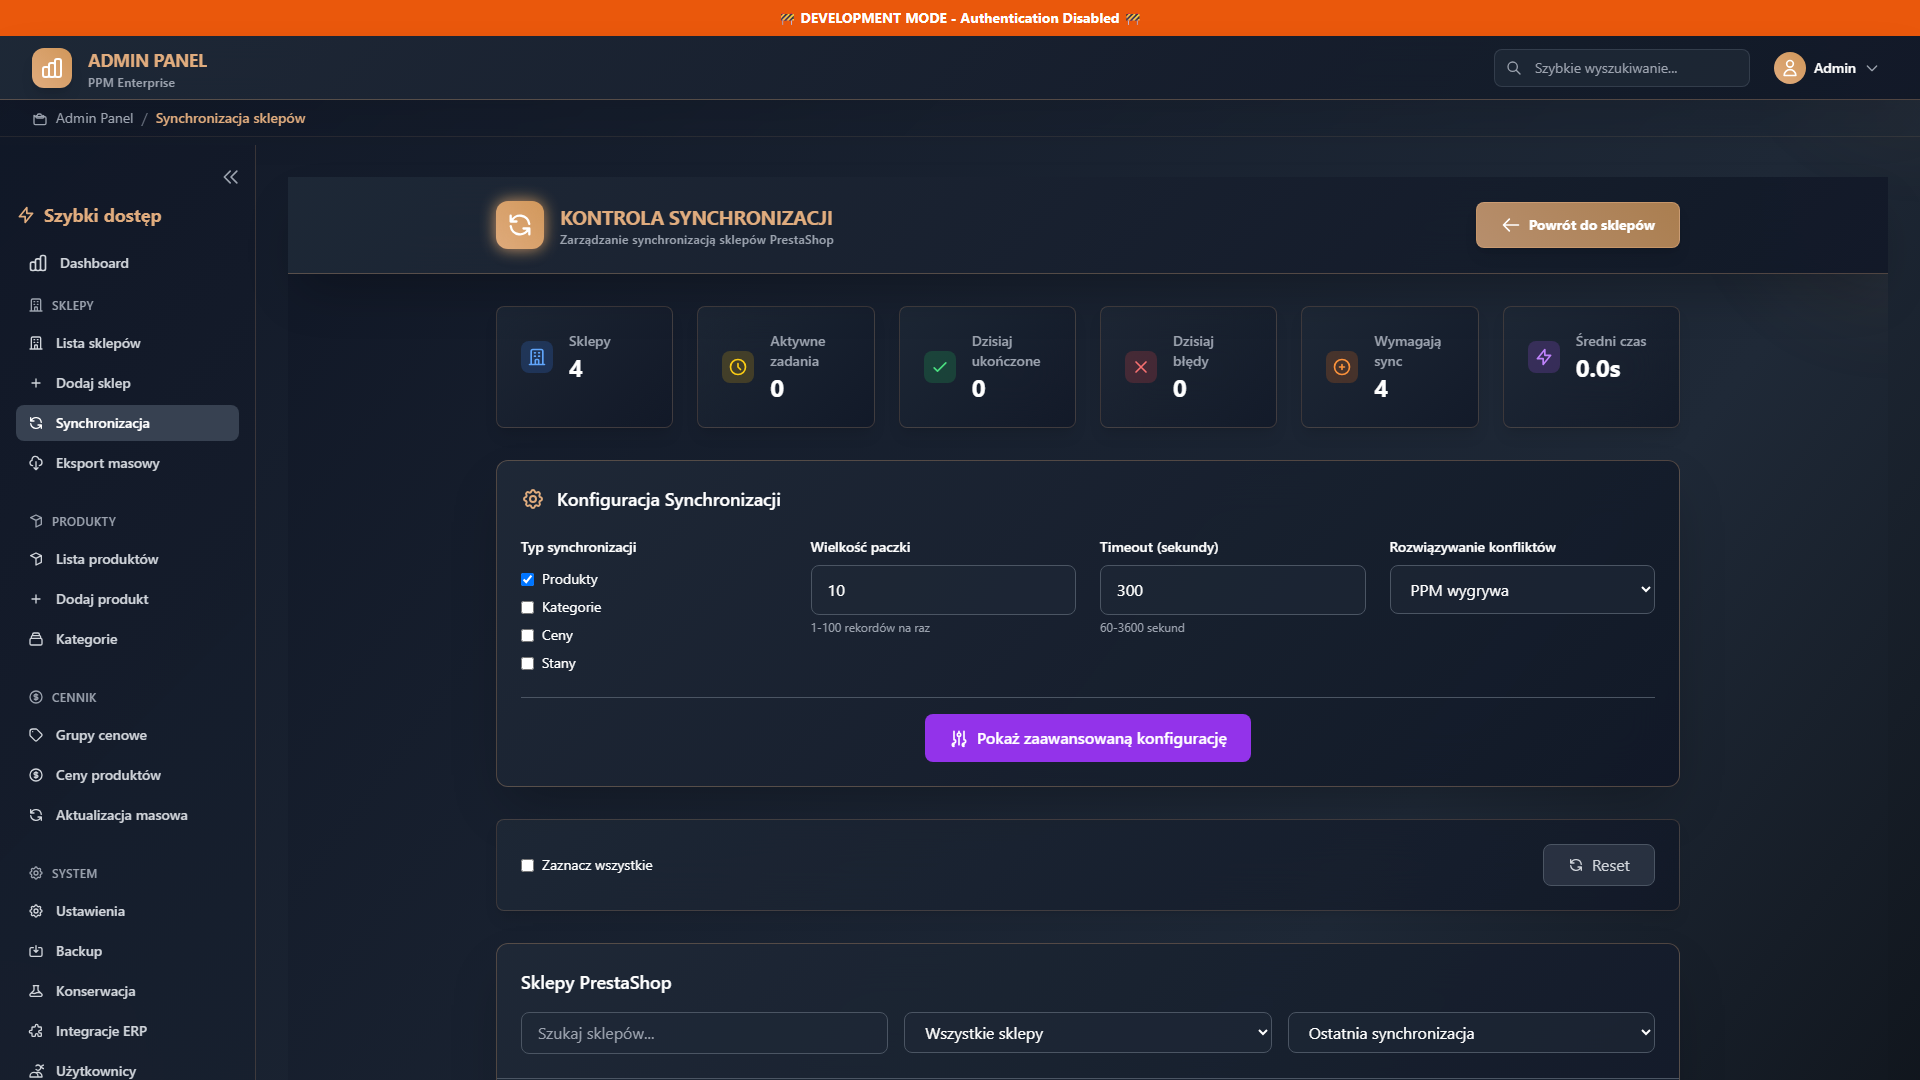 🚧 DEVELOPMENT MODE - Authentication Disabled 🚧
ADMIN PANEL
PPM Enterprise
Szybkie wyszukiwanie...
Admin
Admin Panel / Synchronizacja sklepów
Szybki dostęp
Dashboard
SKLEPY
Lista sklepów
Dodaj sklep
Synchronizacja
Eksport masowy
PRODUKTY
Lista produktów
Dodaj produkt
Kategorie
CENNIK
Grupy cenowe
Ceny produktów
Aktualizacja masowa
SYSTEM
Ustawienia
Backup
Konserwacja
Integracje ERP
Użytkownicy
KONTROLA SYNCHRONIZACJI
Zarządzanie synchronizacją sklepów PrestaShop
Powrót do sklepów
Sklepy
4
Aktywne
zadania
0
Dzisiaj
ukończone
0
Dzisiaj
błędy
0
Wymagają
sync
4
Średni czas
0.0s
Konfiguracja Synchronizacji
Typ synchronizacji
Produkty
Kategorie
Ceny
Stany
Wielkość paczki
10
1-100 rekordów na raz
Timeout (sekundy)
300
60-3600 sekund
Rozwiązywanie konfliktów
PPM wygrywa
Pokaż zaawansowaną konfigurację
Zaznacz wszystkie
Reset
Sklepy PrestaShop
Szukaj sklepów...
Wszystkie sklepy
Ostatnia synchronizacja